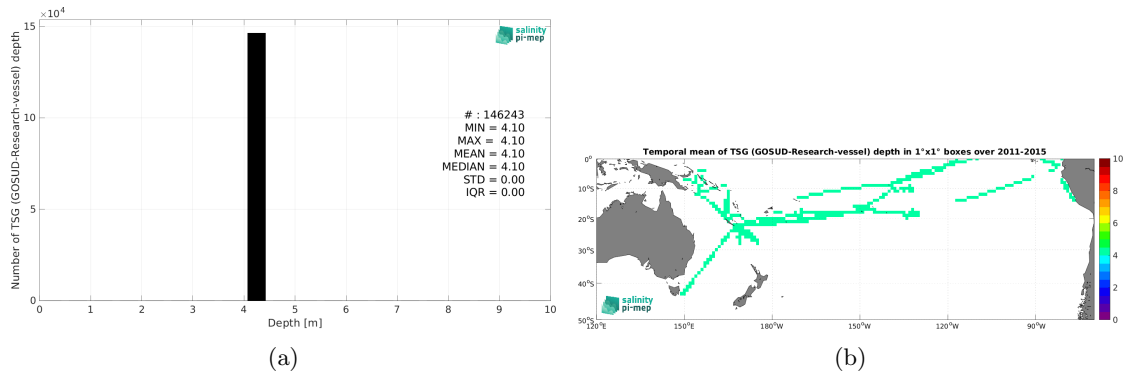 ×10⁴
15
10
5
0
Number of TSG (GOSUD-Research-vessel) depth
salinity
pi-mep
# : 146243
MIN = 4.10
MAX = 4.10
MEAN = 4.10
MEDIAN = 4.10
STD = 0.00
IQR = 0.00
0 1 2 3 4 5 6 7 8 9 10
Depth [m]
(a)
Temporal mean of TSG (GOSUD-Research-vessel) depth in 1°x1° boxes over 2011-2015
0°
10°S
20°S
30°S
40°S
50°S
120°E 150°E 180°W 150°W 120°W 90°W
salinity
pi-mep
10
8
6
4
2
0
(b)